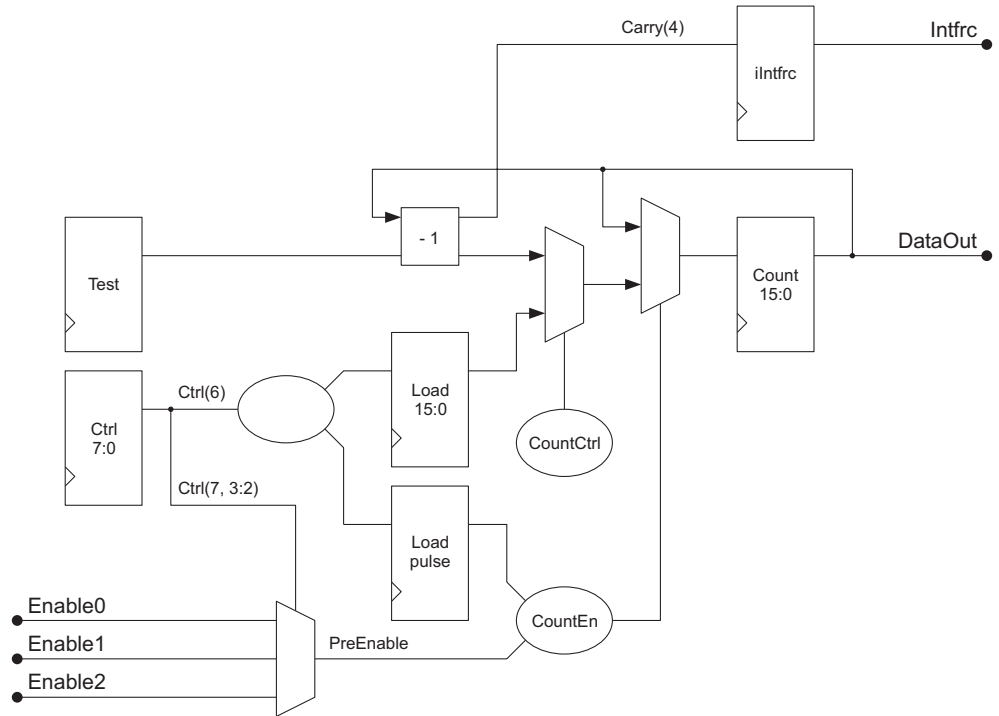 Carry(4)
Intfrc
iIntfrc
- 1
DataOut
Test
Count
15:0
Ctrl(6)
Load
15:0
Ctrl
7:0
CountCtrl
Ctrl(7, 3:2)
Load
pulse
Enable0
CountEn
Enable1
PreEnable
Enable2